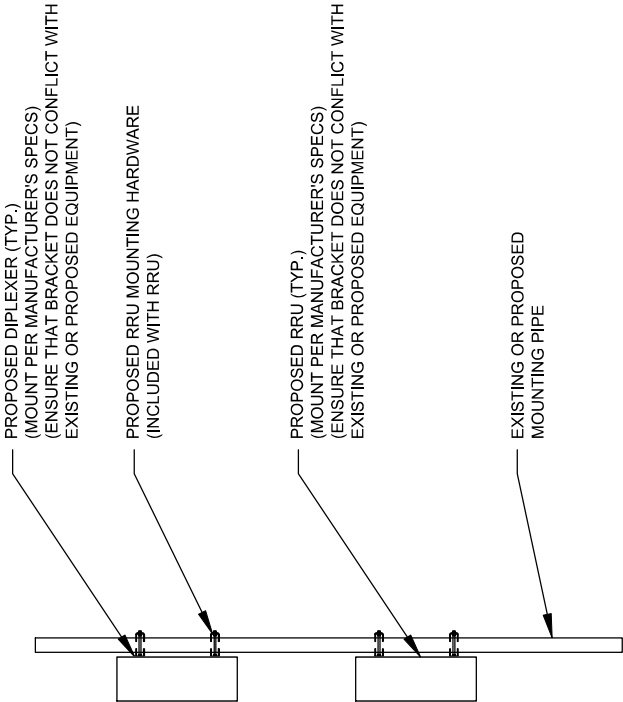 PROPOSED DIPLEXER (TYP.)
(MOUNT PER MANUFACTURER'S SPECS)
(ENSURE THAT BRACKET DOES NOT CONFLICT WITH
EXISTING OR PROPOSED EQUIPMENT)
PROPOSED RRU MOUNTING HARDWARE
(INCLUDED WITH RRU)
PROPOSED RRU (TYP.)
(MOUNT PER MANUFACTURER'S SPECS)
(ENSURE THAT BRACKET DOES NOT CONFLICT WITH
EXISTING OR PROPOSED EQUIPMENT)
EXISTING OR PROPOSED
MOUNTING PIPE